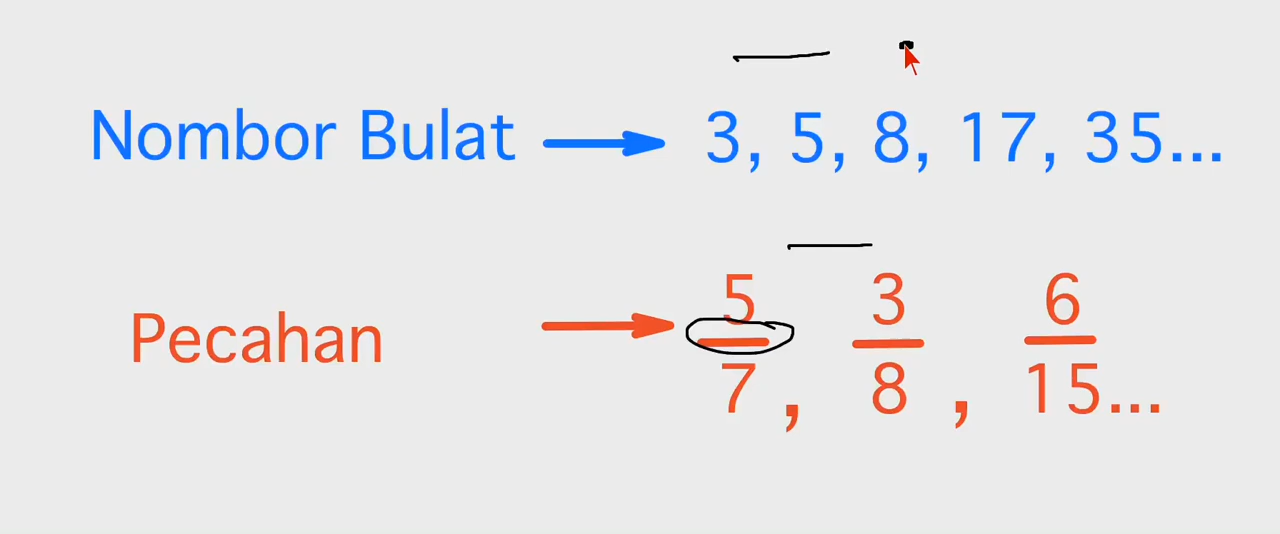 Nombor Bulat → 3, 5, 8, 17, 35...
Pecahan → 5/7, 3/8, 6/15...